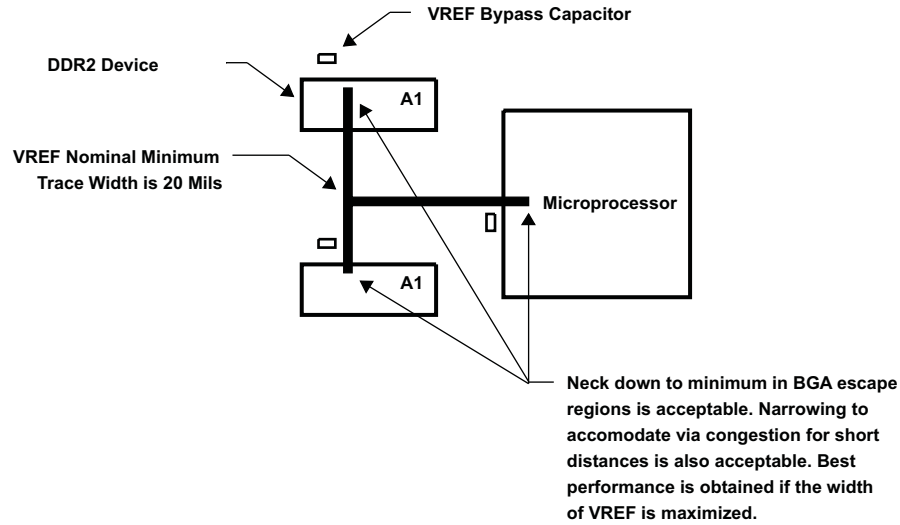 VREF Bypass Capacitor
DDR2 Device
A1
VREF Nominal Minimum
Trace Width is 20 Mils
Microprocessor
A1
Neck down to minimum in BGA escape
regions is acceptable. Narrowing to
accomodate via congestion for short
distances is also acceptable. Best
performance is obtained if the width
of VREF is maximized.